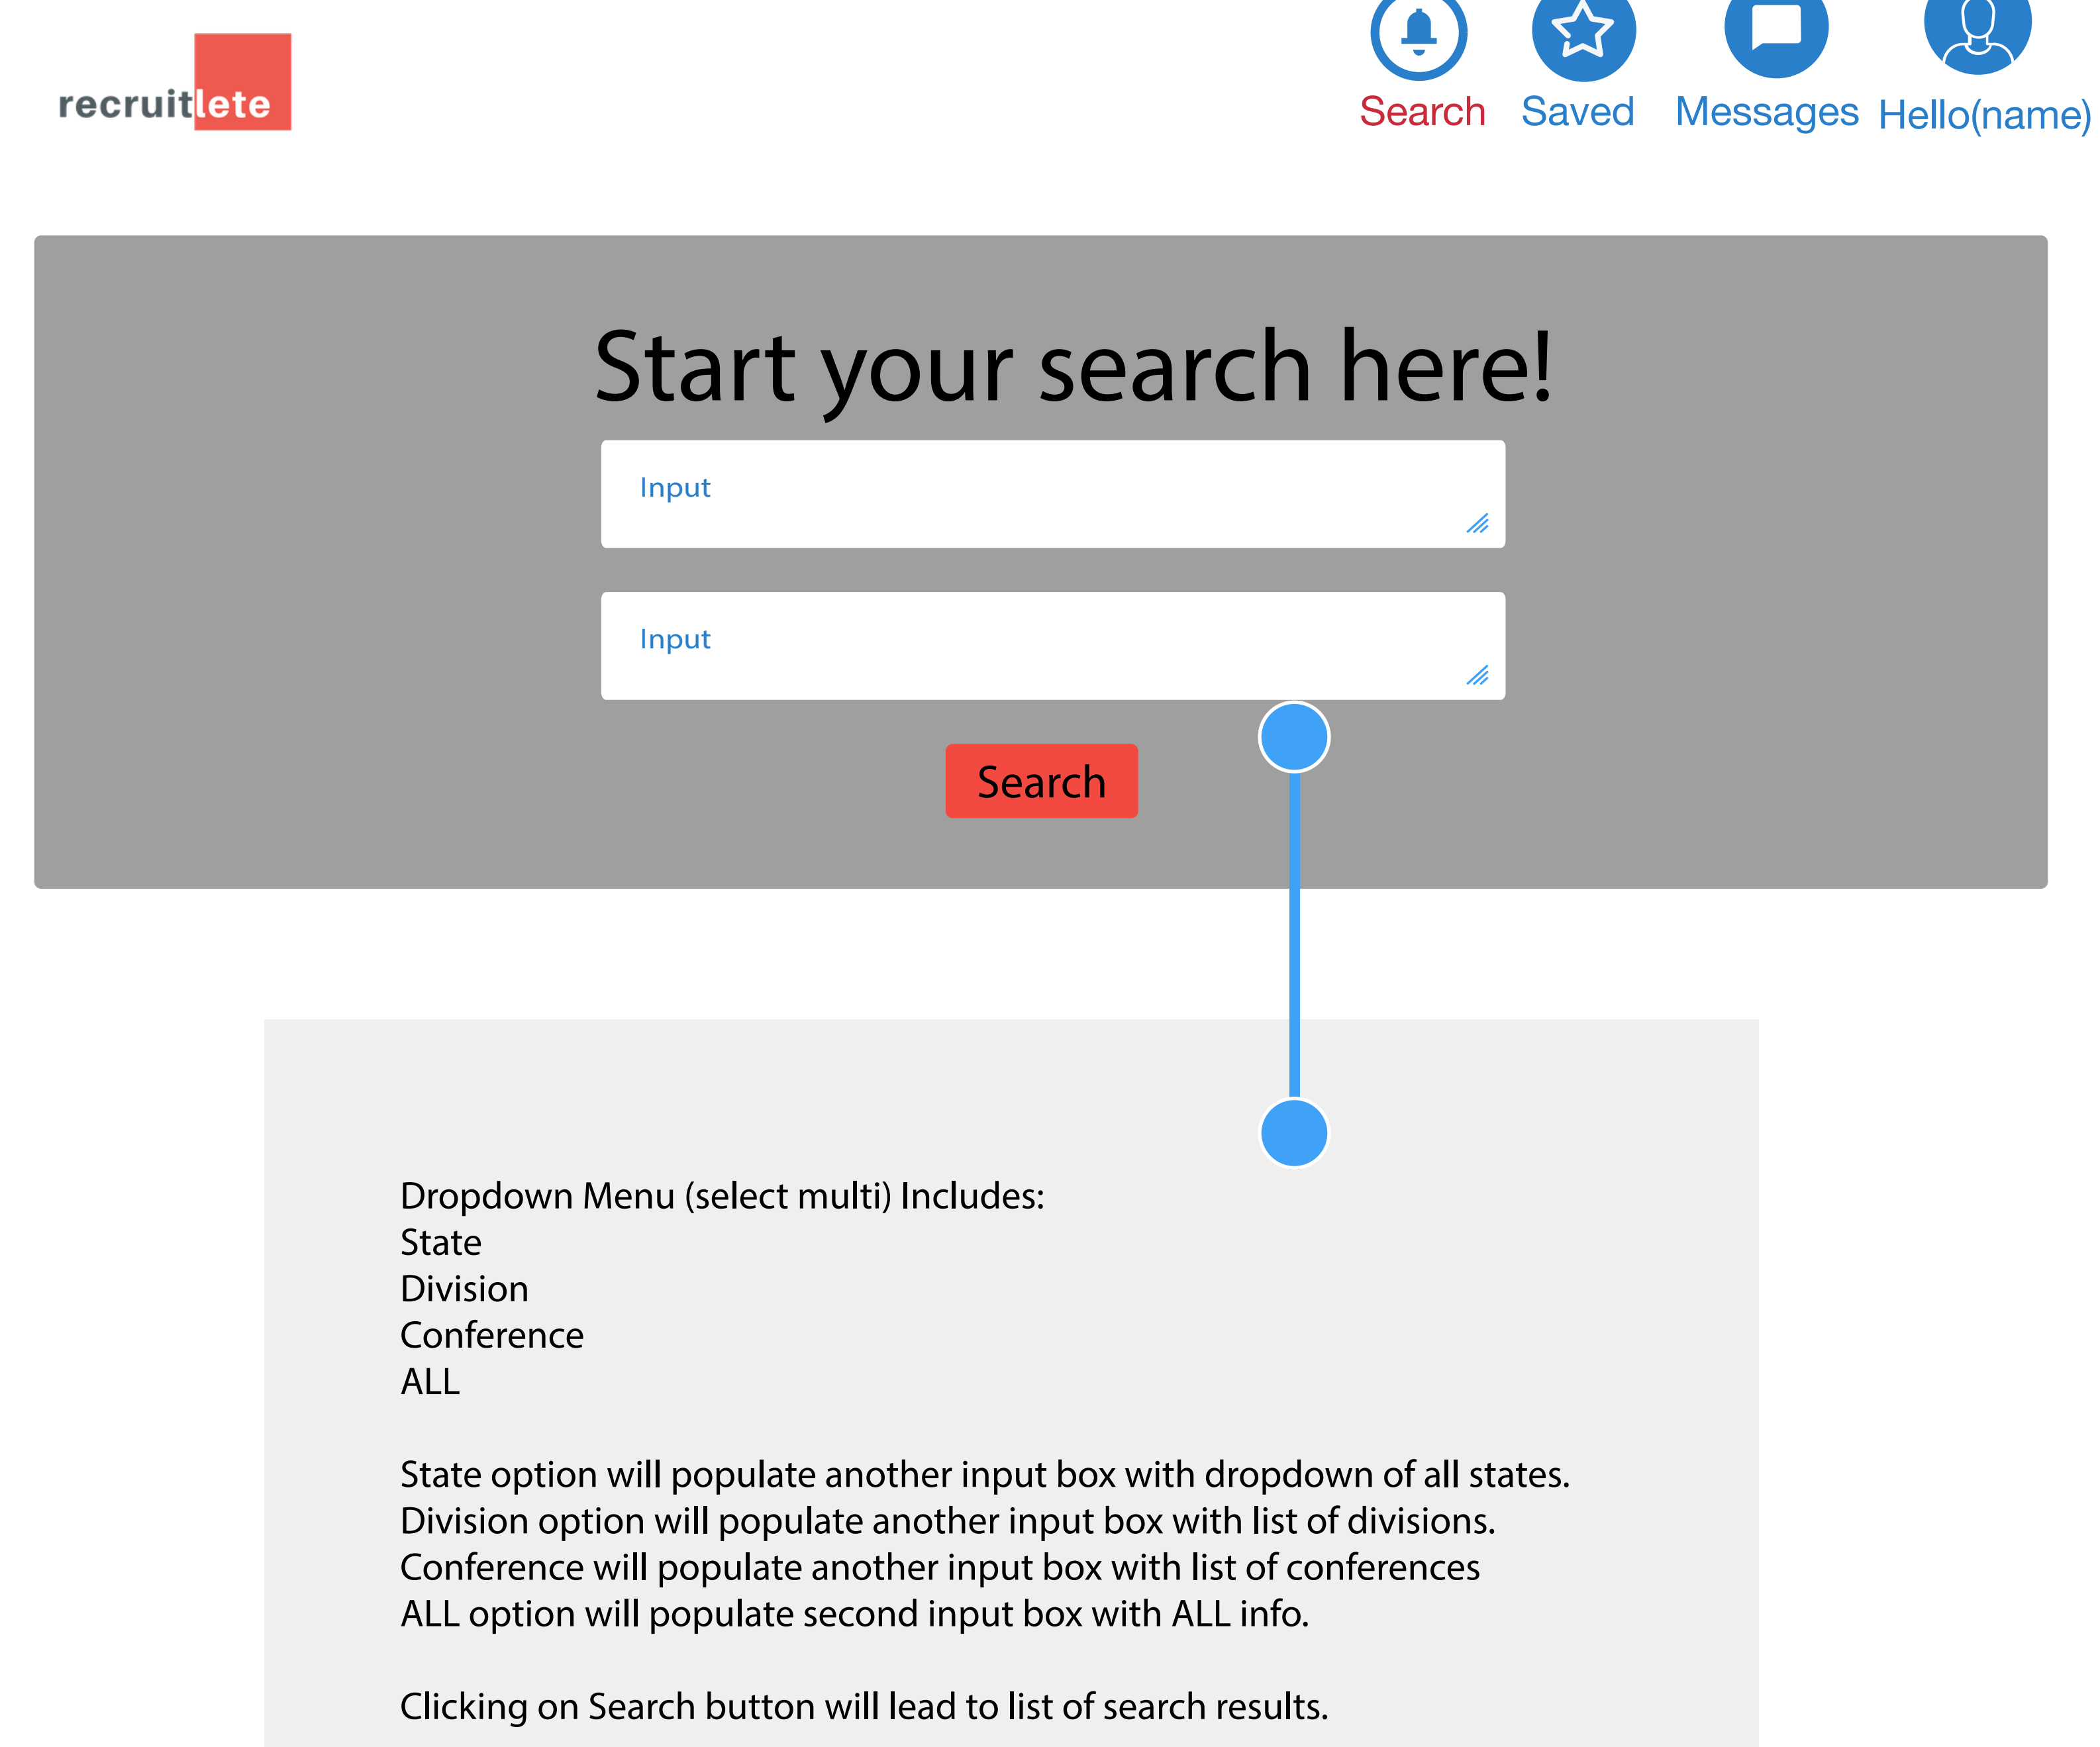 recruitlete
Search Saved Messages Hello(name)
Start your search here!
Input
Input
Search
Dropdown Menu (select multi) Includes:
State
Division
Conference
ALL
State option will populate another input box with dropdown of all states.
Division option will populate another input box with list of divisions.
Conference will populate another input box with list of conferences
ALL option will populate second input box with ALL info.
Clicking on Search button will lead to list of search results.